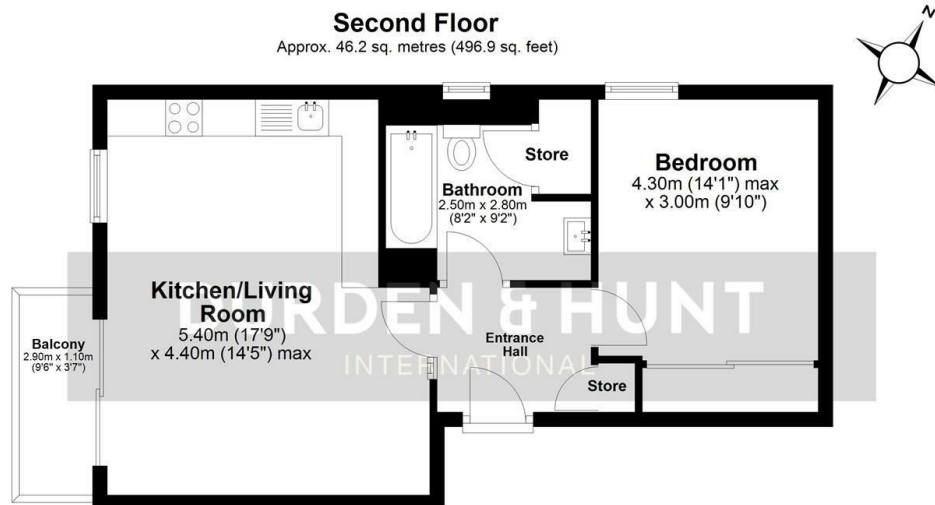 Second Floor
Approx. 46.2 sq. metres (496.9 sq. feet)
N
Store
Bedroom
4.30m (14'1") max
x 3.00m (9'10")
Bathroom
2.50m x 2.80m
(8'2" x 9'2")
Kitchen/Living
Room
5.40m (17'9")
x 4.40m (14'5") max
DURDEN & HUNT
INTERNATIONAL
Entrance
Hall
Balcony
2.90m x 1.10m
(9'6" x 3'7")
Store